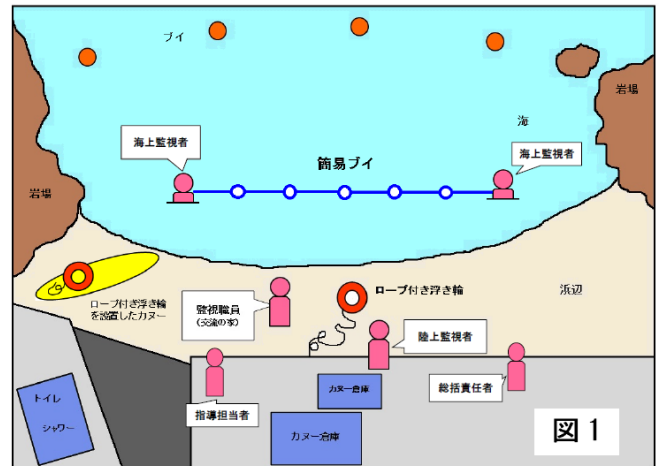 ブイ
海上監視者
海上監視者
海
岩場
簡易ブイ
岩場
ロープ付き浮き輪
を設置したカヌー
監視職員
(交流の家)
ロープ付き浮き輪
浜辺
陸上監視者
総括責任者
指導担当者
カヌー倉庫
カヌー倉庫
トイレ
シャワー
図1